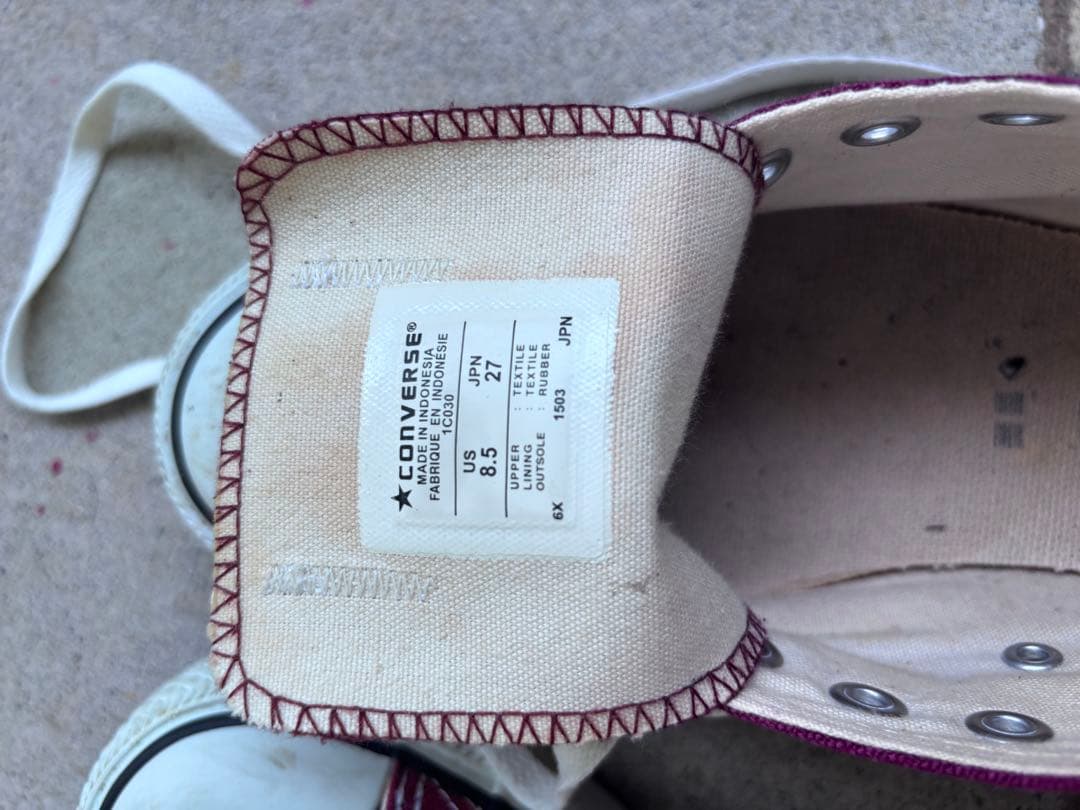 ★CONVERSE®
MADE IN INDONESIA
FABRIQUE EN INDONÉSIE
1C030
US JPN
8.5 27
UPPER : TEXTILE
LINING : TEXTILE
OUTSOLE : RUBBER
6X 1503 JPN